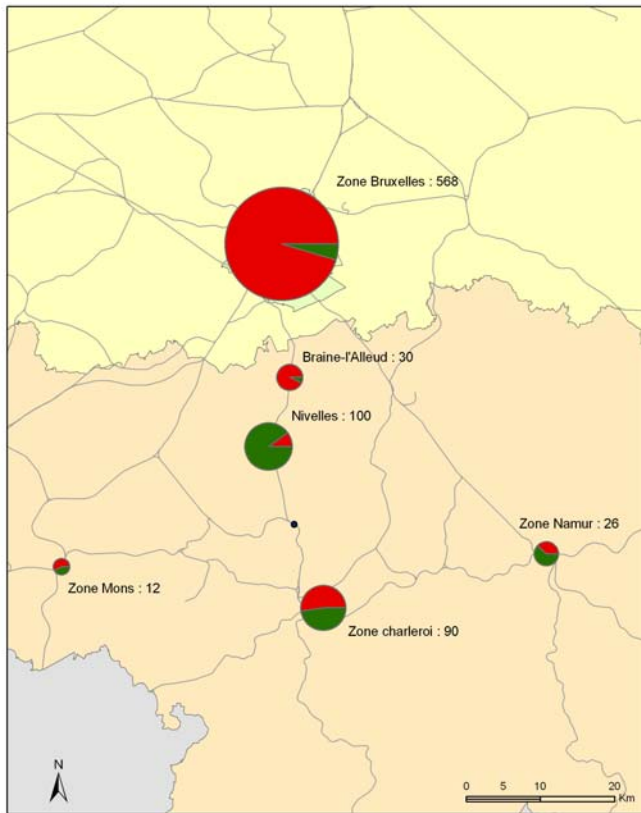 Zone Bruxelles : 568
Braine-l'Alleud : 30
Nivelles : 100
Zone Namur : 26
Zone Mons : 12
Zone charleroi : 90
N
0 5 10 20
Km